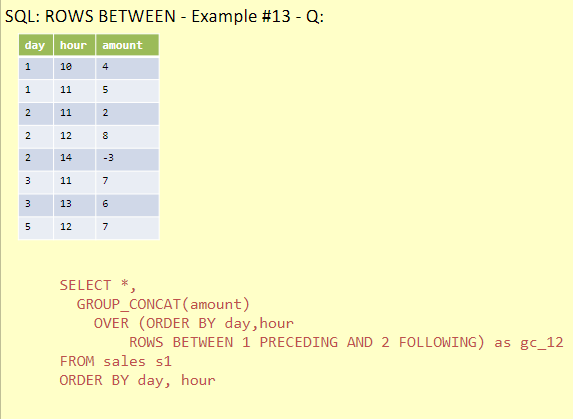 SQL: ROWS BETWEEN - Example #13 - Q:
day hour amount
1 10 4
1 11 5
2 11 2
2 12 8
2 14 -3
3 11 7
3 13 6
5 12 7
SELECT *,
GROUP_CONCAT(amount)
OVER (ORDER BY day,hour
ROWS BETWEEN 1 PRECEDING AND 2 FOLLOWING) as gc_12
FROM sales s1
ORDER BY day, hour